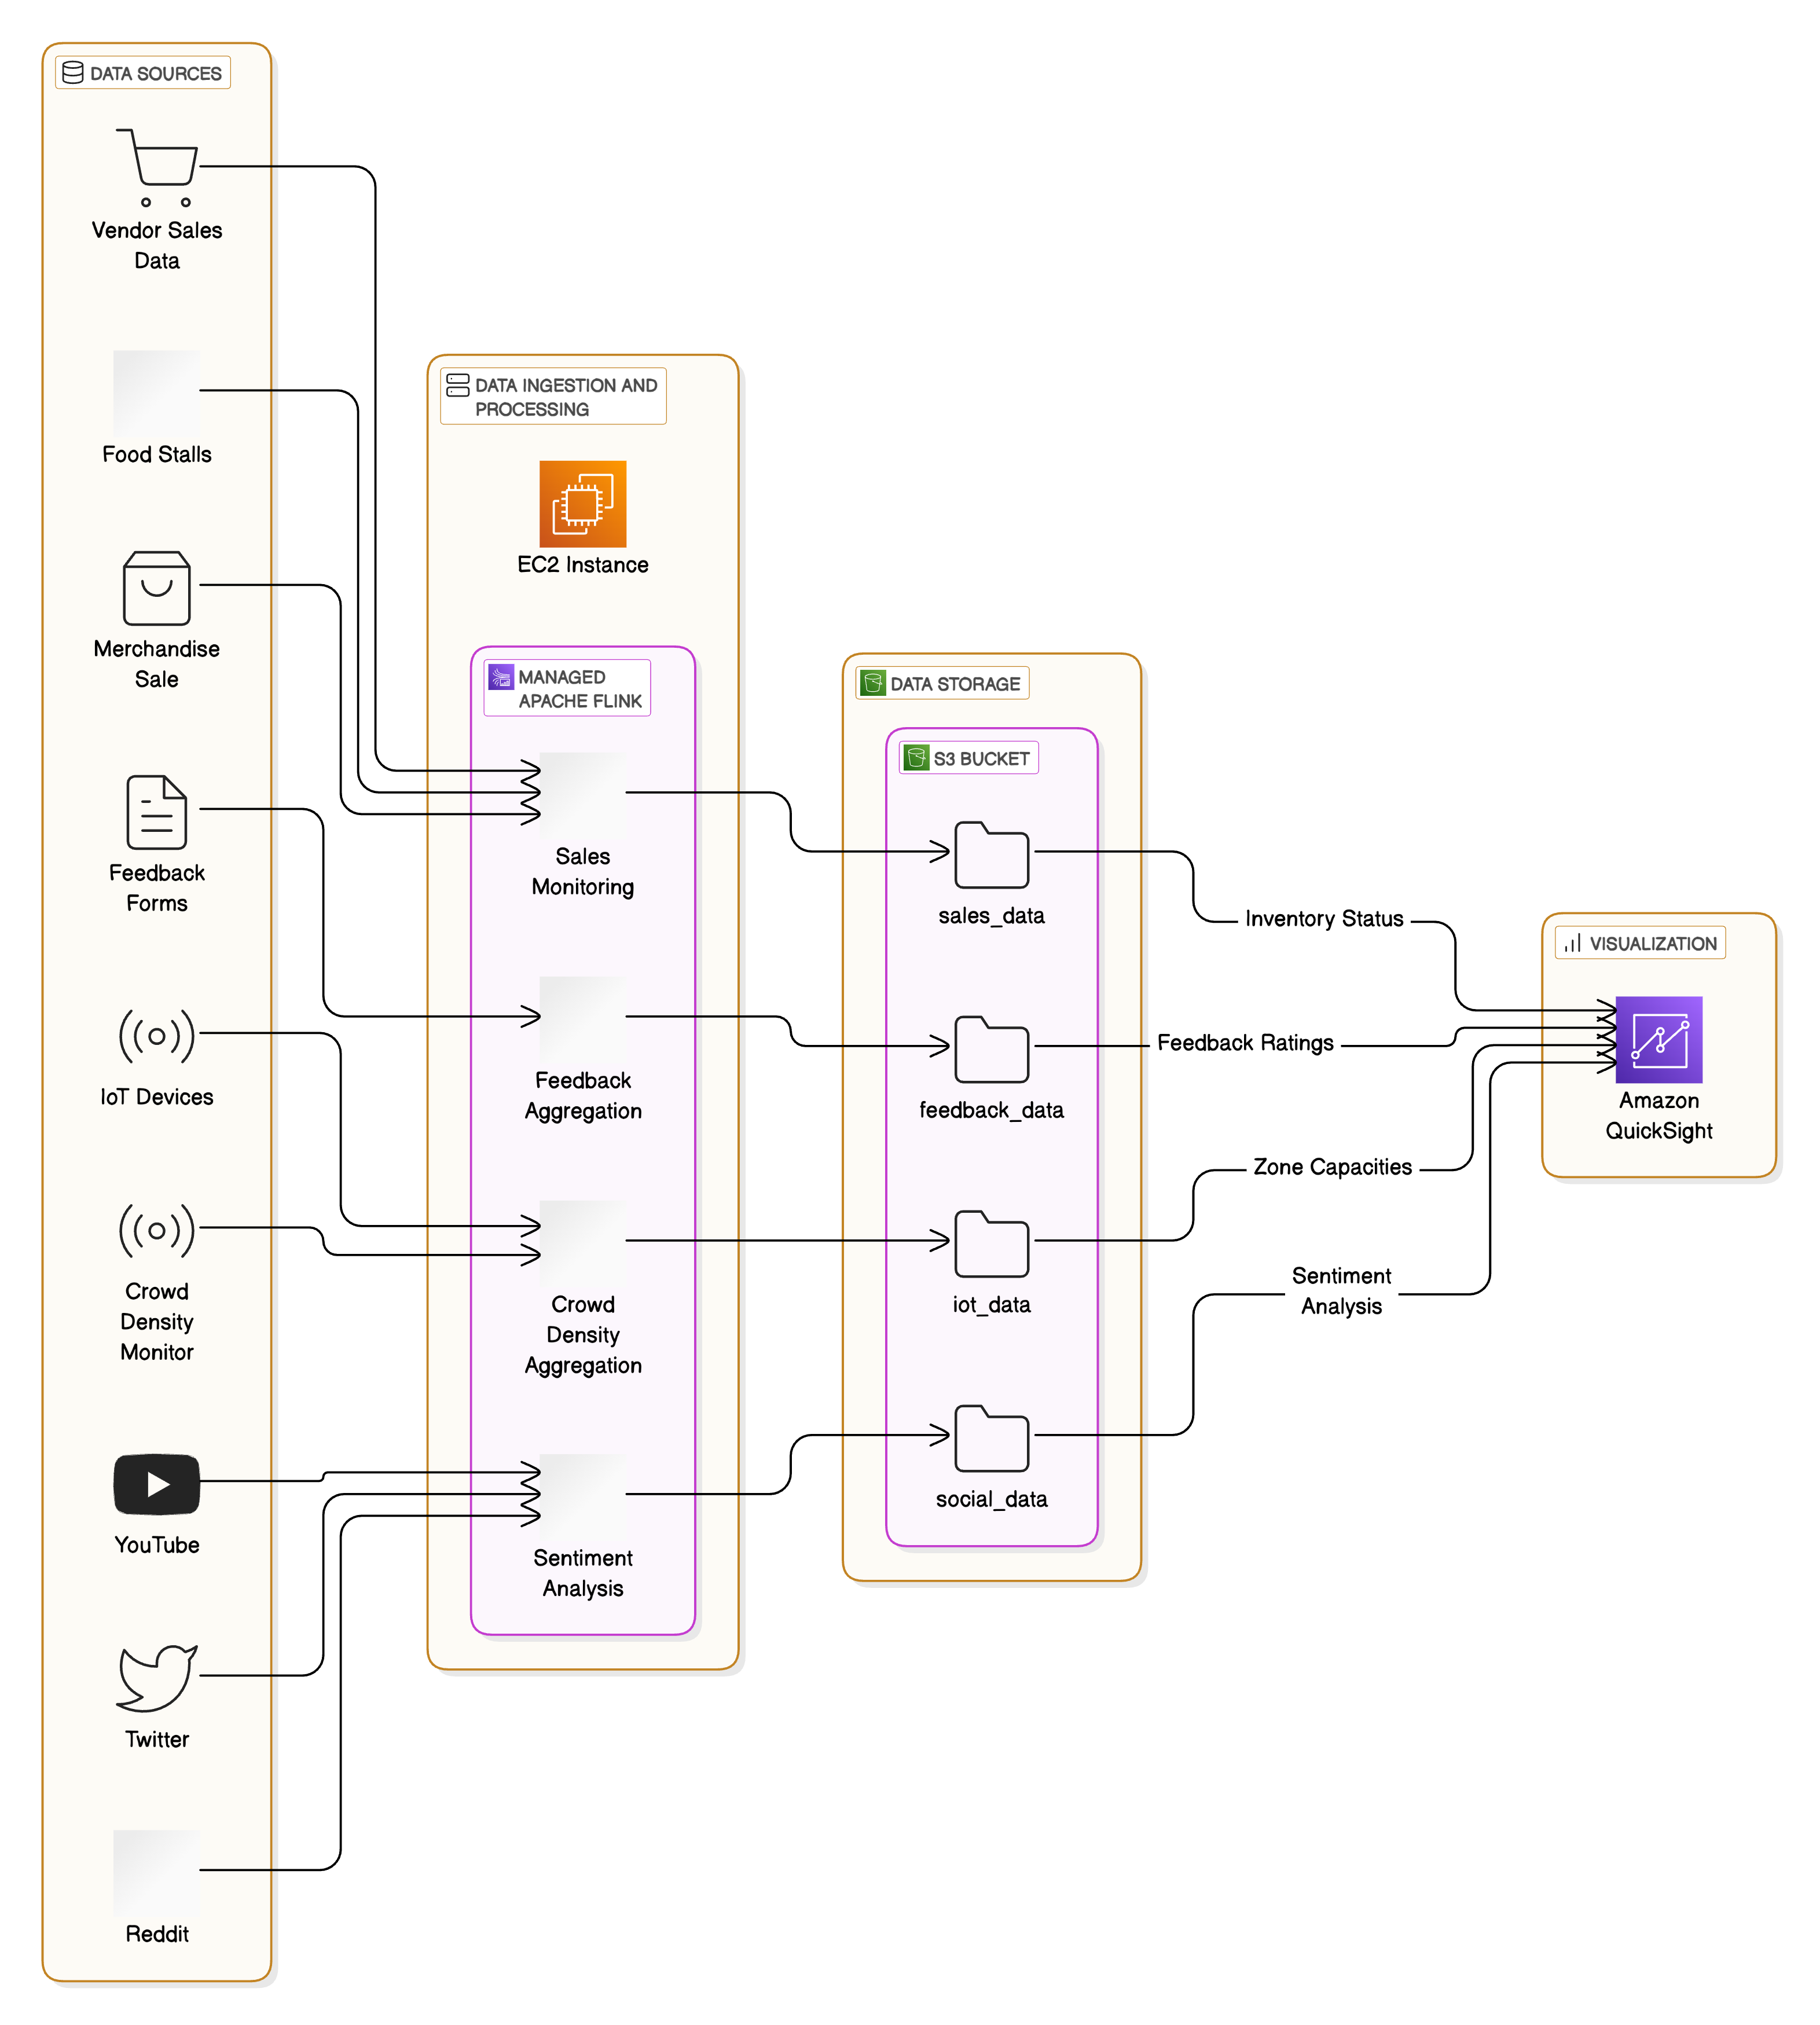 DATA SOURCES
Vendor Sales
Data
Food Stalls
Merchandise
Sale
Feedback
Forms
IoT Devices
Crowd
Density
Monitor
YouTube
Twitter
Reddit
DATA INGESTION AND
PROCESSING
EC2 Instance
MANAGED
APACHE FLINK
Sales
Monitoring
Feedback
Aggregation
Crowd
Density
Aggregation
Sentiment
Analysis
DATA STORAGE
S3 BUCKET
sales_data
feedback_data
iot_data
social_data
Inventory Status
Feedback Ratings
Zone Capacities
Sentiment
Analysis
VISUALIZATION
Amazon
QuickSight